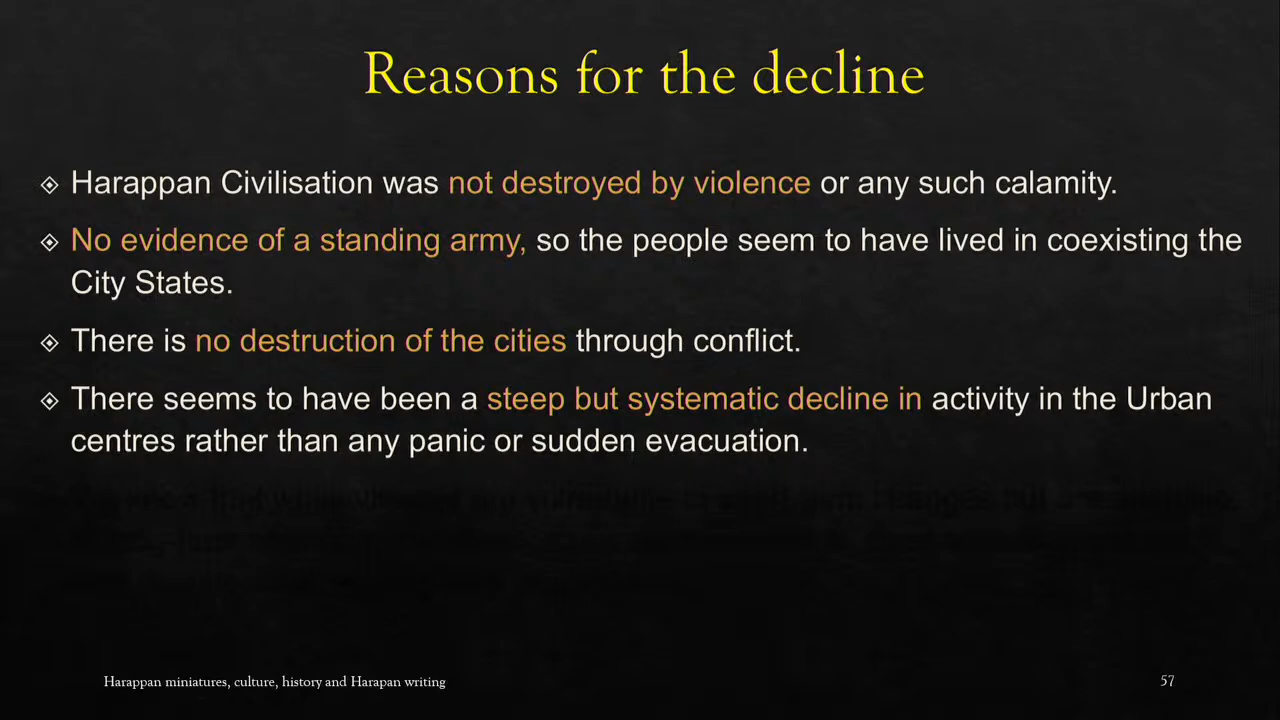 Reasons for the decline
Harappan Civilisation was not destroyed by violence or any such calamity.
No evidence of a standing army, so the people seem to have lived in coexisting the
City States.
There is no destruction of the cities through conflict.
There seems to have been a steep but systematic decline in activity in the Urban
centres rather than any panic or sudden evacuation.
Harappan miniatures, culture, history and Harapan writing
57